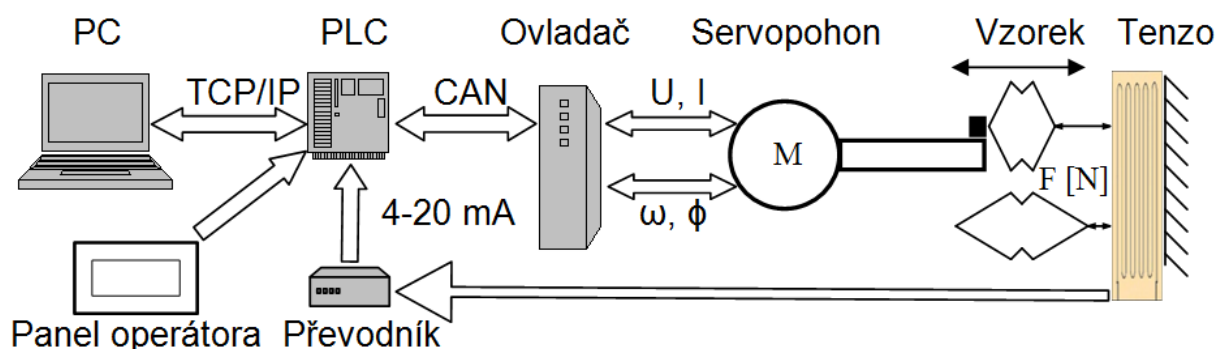 PC
PLC
Ovladač
Servopohon
Vzorek
Tenzo
TCP/IP
CAN
U, I
M
F [N]
4-20 mA
ω, ϕ
Panel operátora
Převodník